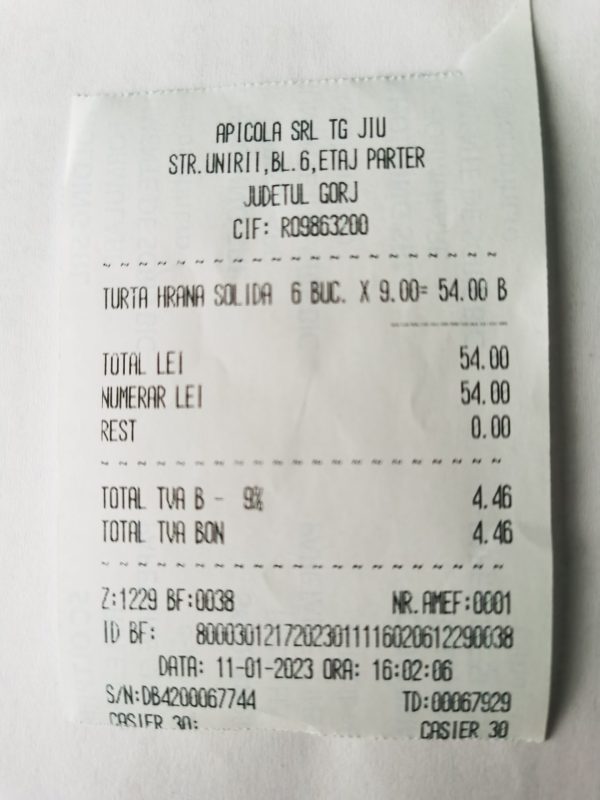 APICOLA SRL TG JIU
STR.UNIRII,BL.6,ETAJ PARTER
JUDETUL GORJ
CIF: RO9863200
TURTA HRANA SOLIDA 6 BUC. X 9.00= 54.00 B
TOTAL LEI 54.00
NUMERAR LEI 54.00
REST 0.00
TOTAL TVA B - 9% 4.46
TOTAL TVA BON 4.46
Z:1229 BF:0038 NR.AMEF:0001
ID BF: 80003012172023011116020612290038
DATA: 11-01-2023 ORA: 16:02:06
S/N:DB4200067744 TD:00067929
CASIER 30: CASIER 30